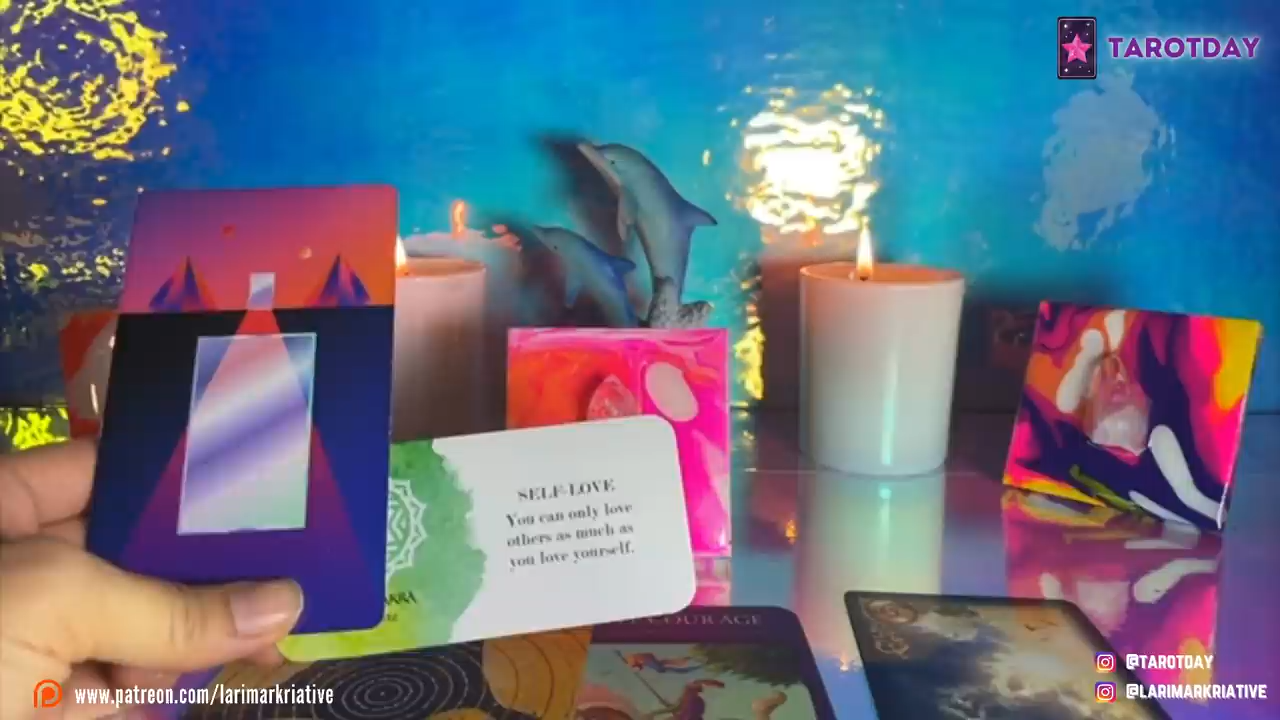 TAROTDAY
SELF-LOVE
You can only love
others as much as
you love yourself.
COURAGE
@TAROTDAY
@LARIMARKRIATIVE
www.patreon.com/larimarkriative